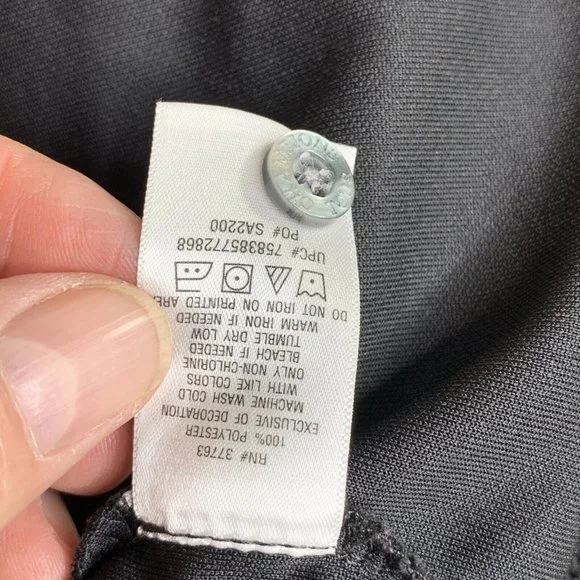 RN# 37763
100% POLYESTER
EXCLUSIVE OF DECORATION
MACHINE WASH COLD
WITH LIKE COLORS
ONLY NON-CHLORINE
BLEACH IF NEEDED
TUMBLE DRY LOW
WARM IRON IF NEEDED
DO NOT IRON ON PRINTED AREA
UPC# 758385772868
PO# SA2200